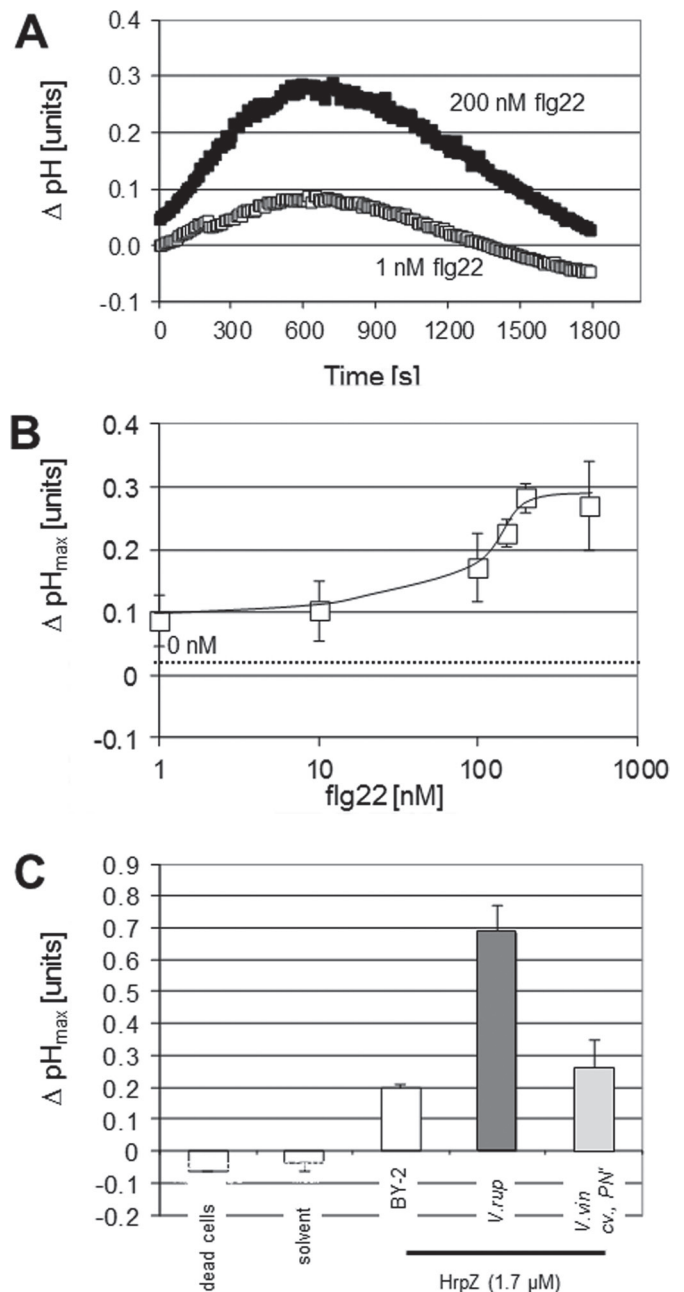 A
Δ pH [units]
0.4
0.3
0.2
0.1
0.0
-0.1
200 nM flg22
1 nM flg22
0 300 600 900 1200 1500 1800
Time [s]
B
Δ pHmax [units]
0.4
0.3
0.2
0.1
0
-0.1
0 nM
1 10 100 1000
flg22 [nM]
C
Δ pHmax [units]
0.9
0.8
0.7
0.6
0.5
0.4
0.3
0.2
0.1
0
-0.1
-0.2
dead cells
solvent
BY-2
V.rup
V.vin
cv., PN'
HrpZ (1.7 μM)